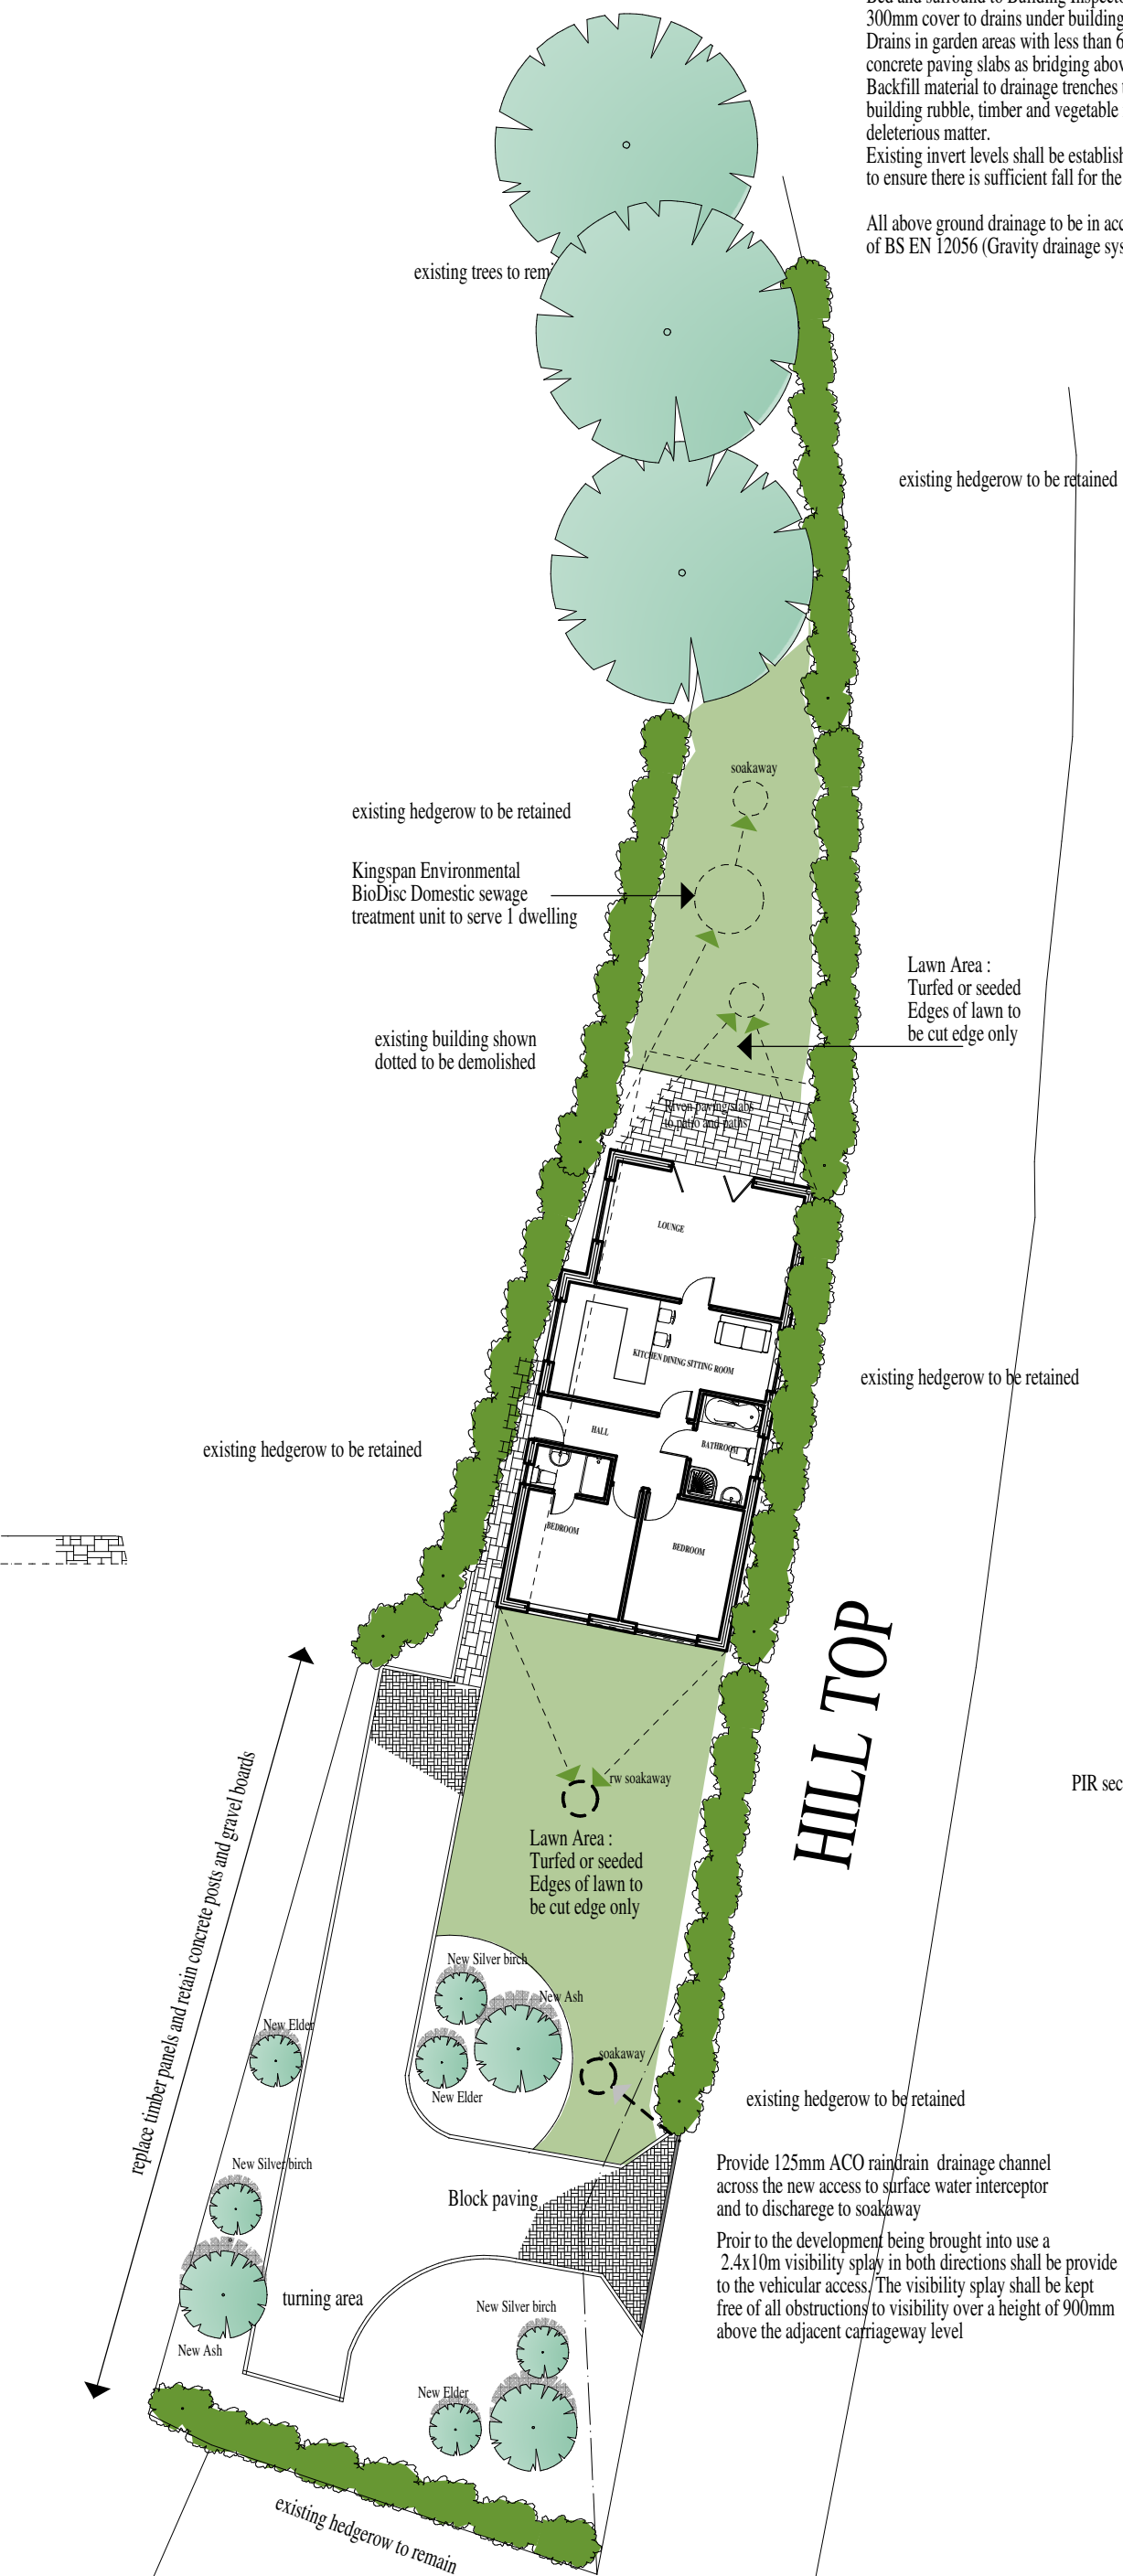 300mm cover to drains under building
Drains in garden areas with less than 6
concrete paving slabs as bridging abov
Backfill material to drainage trenches
building rubble, timber and vegetable
deleterious matter.
Existing invert levels shall be establish
to ensure there is sufficient fall for the
All above ground drainage to be in acc
of BS EN 12056 (Gravity drainage sys
existing trees to rem
existing hedgerow to be retained
soakaway
existing hedgerow to be retained
Kingspan Environmental
BioDisc Domestic sewage
treatment unit to serve 1 dwelling
Lawn Area :
Turfed or seeded
Edges of lawn to
be cut edge only
existing building shown
dotted to be demolished
Riven paving slabs
to patio and paths
LOUNGE
KITCHEN DINING SITTING ROOM
existing hedgerow to be retained
HALL
BATHROOM
existing hedgerow to be retained
BEDROOM
BEDROOM
HILL TOP
replace timber panels and retain concrete posts and gravel boards
rw soakaway
PIR sec
Lawn Area :
Turfed or seeded
Edges of lawn to
be cut edge only
New Silver birch
New Ash
New Elder
soakaway
New Elder
existing hedgerow to be retained
New Silver birch
Provide 125mm ACO raindrain drainage channel
across the new access to surface water interceptor
and to discharege to soakaway
Block paving
Proir to the development being brought into use a
2.4x10m visibility splay in both directions shall be provide
to the vehicular access. The visibility splay shall be kept
free of all obstructions to visibility over a height of 900mm
above the adjacent carriageway level
turning area
New Silver birch
New Ash
New Elder
existing hedgerow to remain